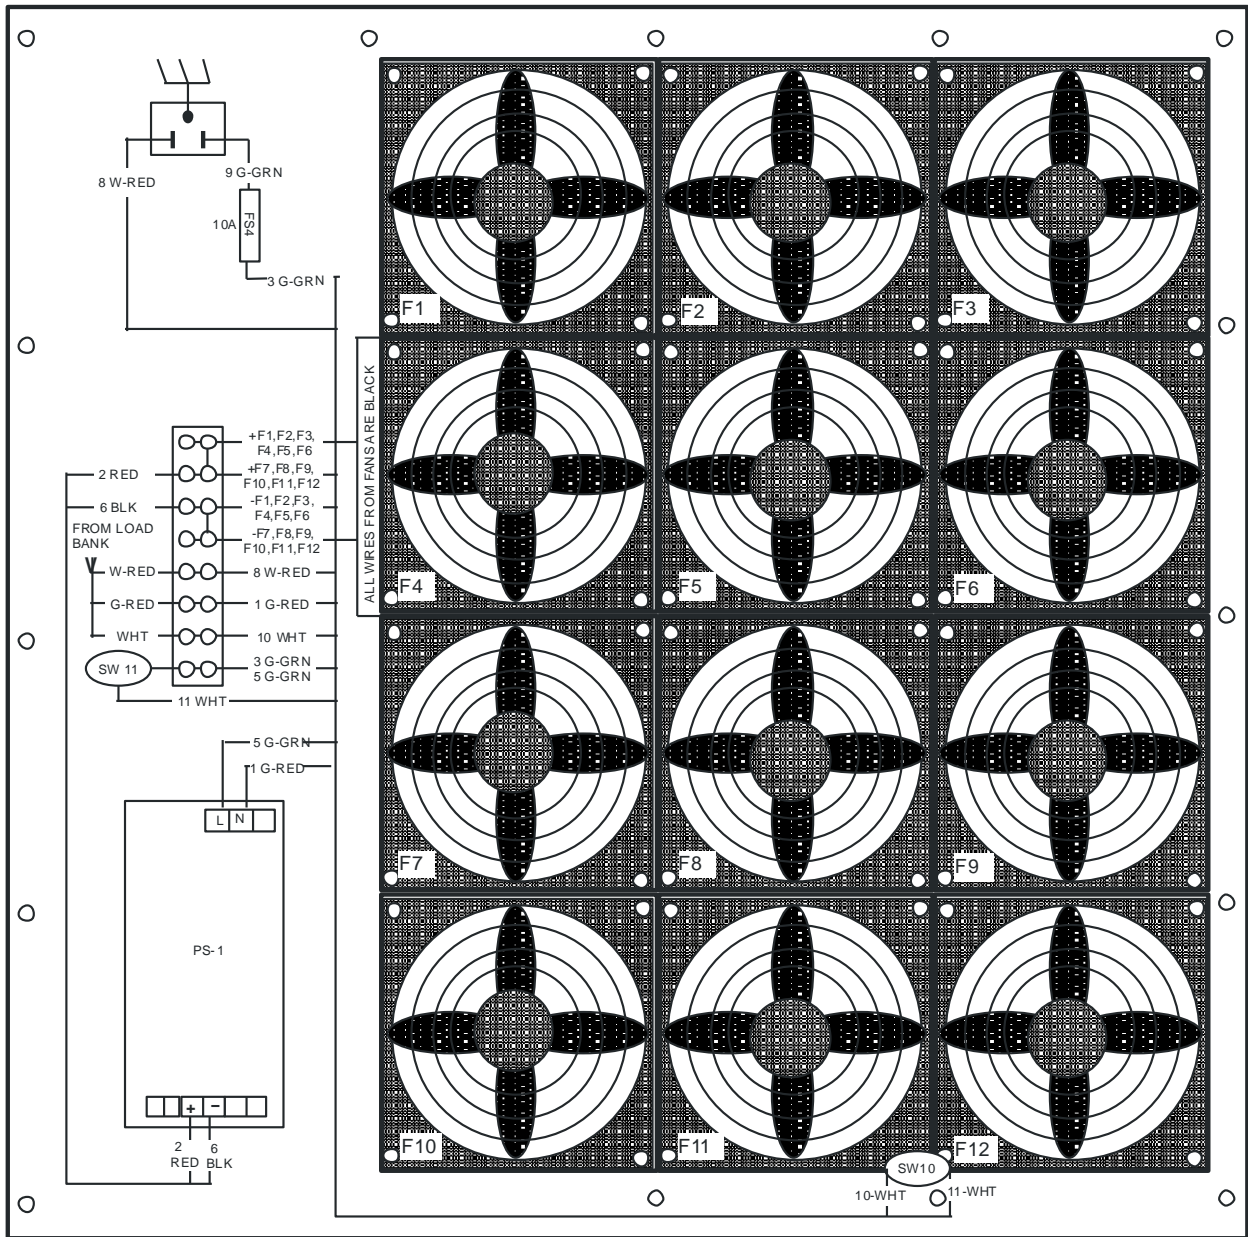 8 W-RED
9 G-GRN
10A
FS4
3 G-GRN
F1
F2
F3
ALL WIRES FROM FANS ARE BLACK
+F1,F2,F3,
F4,F5,F6
2 RED
+F7,F8,F9,
F10,F11,F12
6 BLK
-F1,F2,F3,
F4,F5,F6
FROM LOAD
BANK
-F7,F8,F9,
F10,F11,F12
W-RED
8 W-RED
G-RED
1 G-RED
WHT
10 WHT
SW 11
3 G-GRN
5 G-GRN
11 WHT
F4
F5
F6
5 G-GRN
1 G-RED
L N
F7
F8
F9
PS-1
+ −
2
RED
6
BLK
F10
F11
F12
SW10
10-WHT
11-WHT